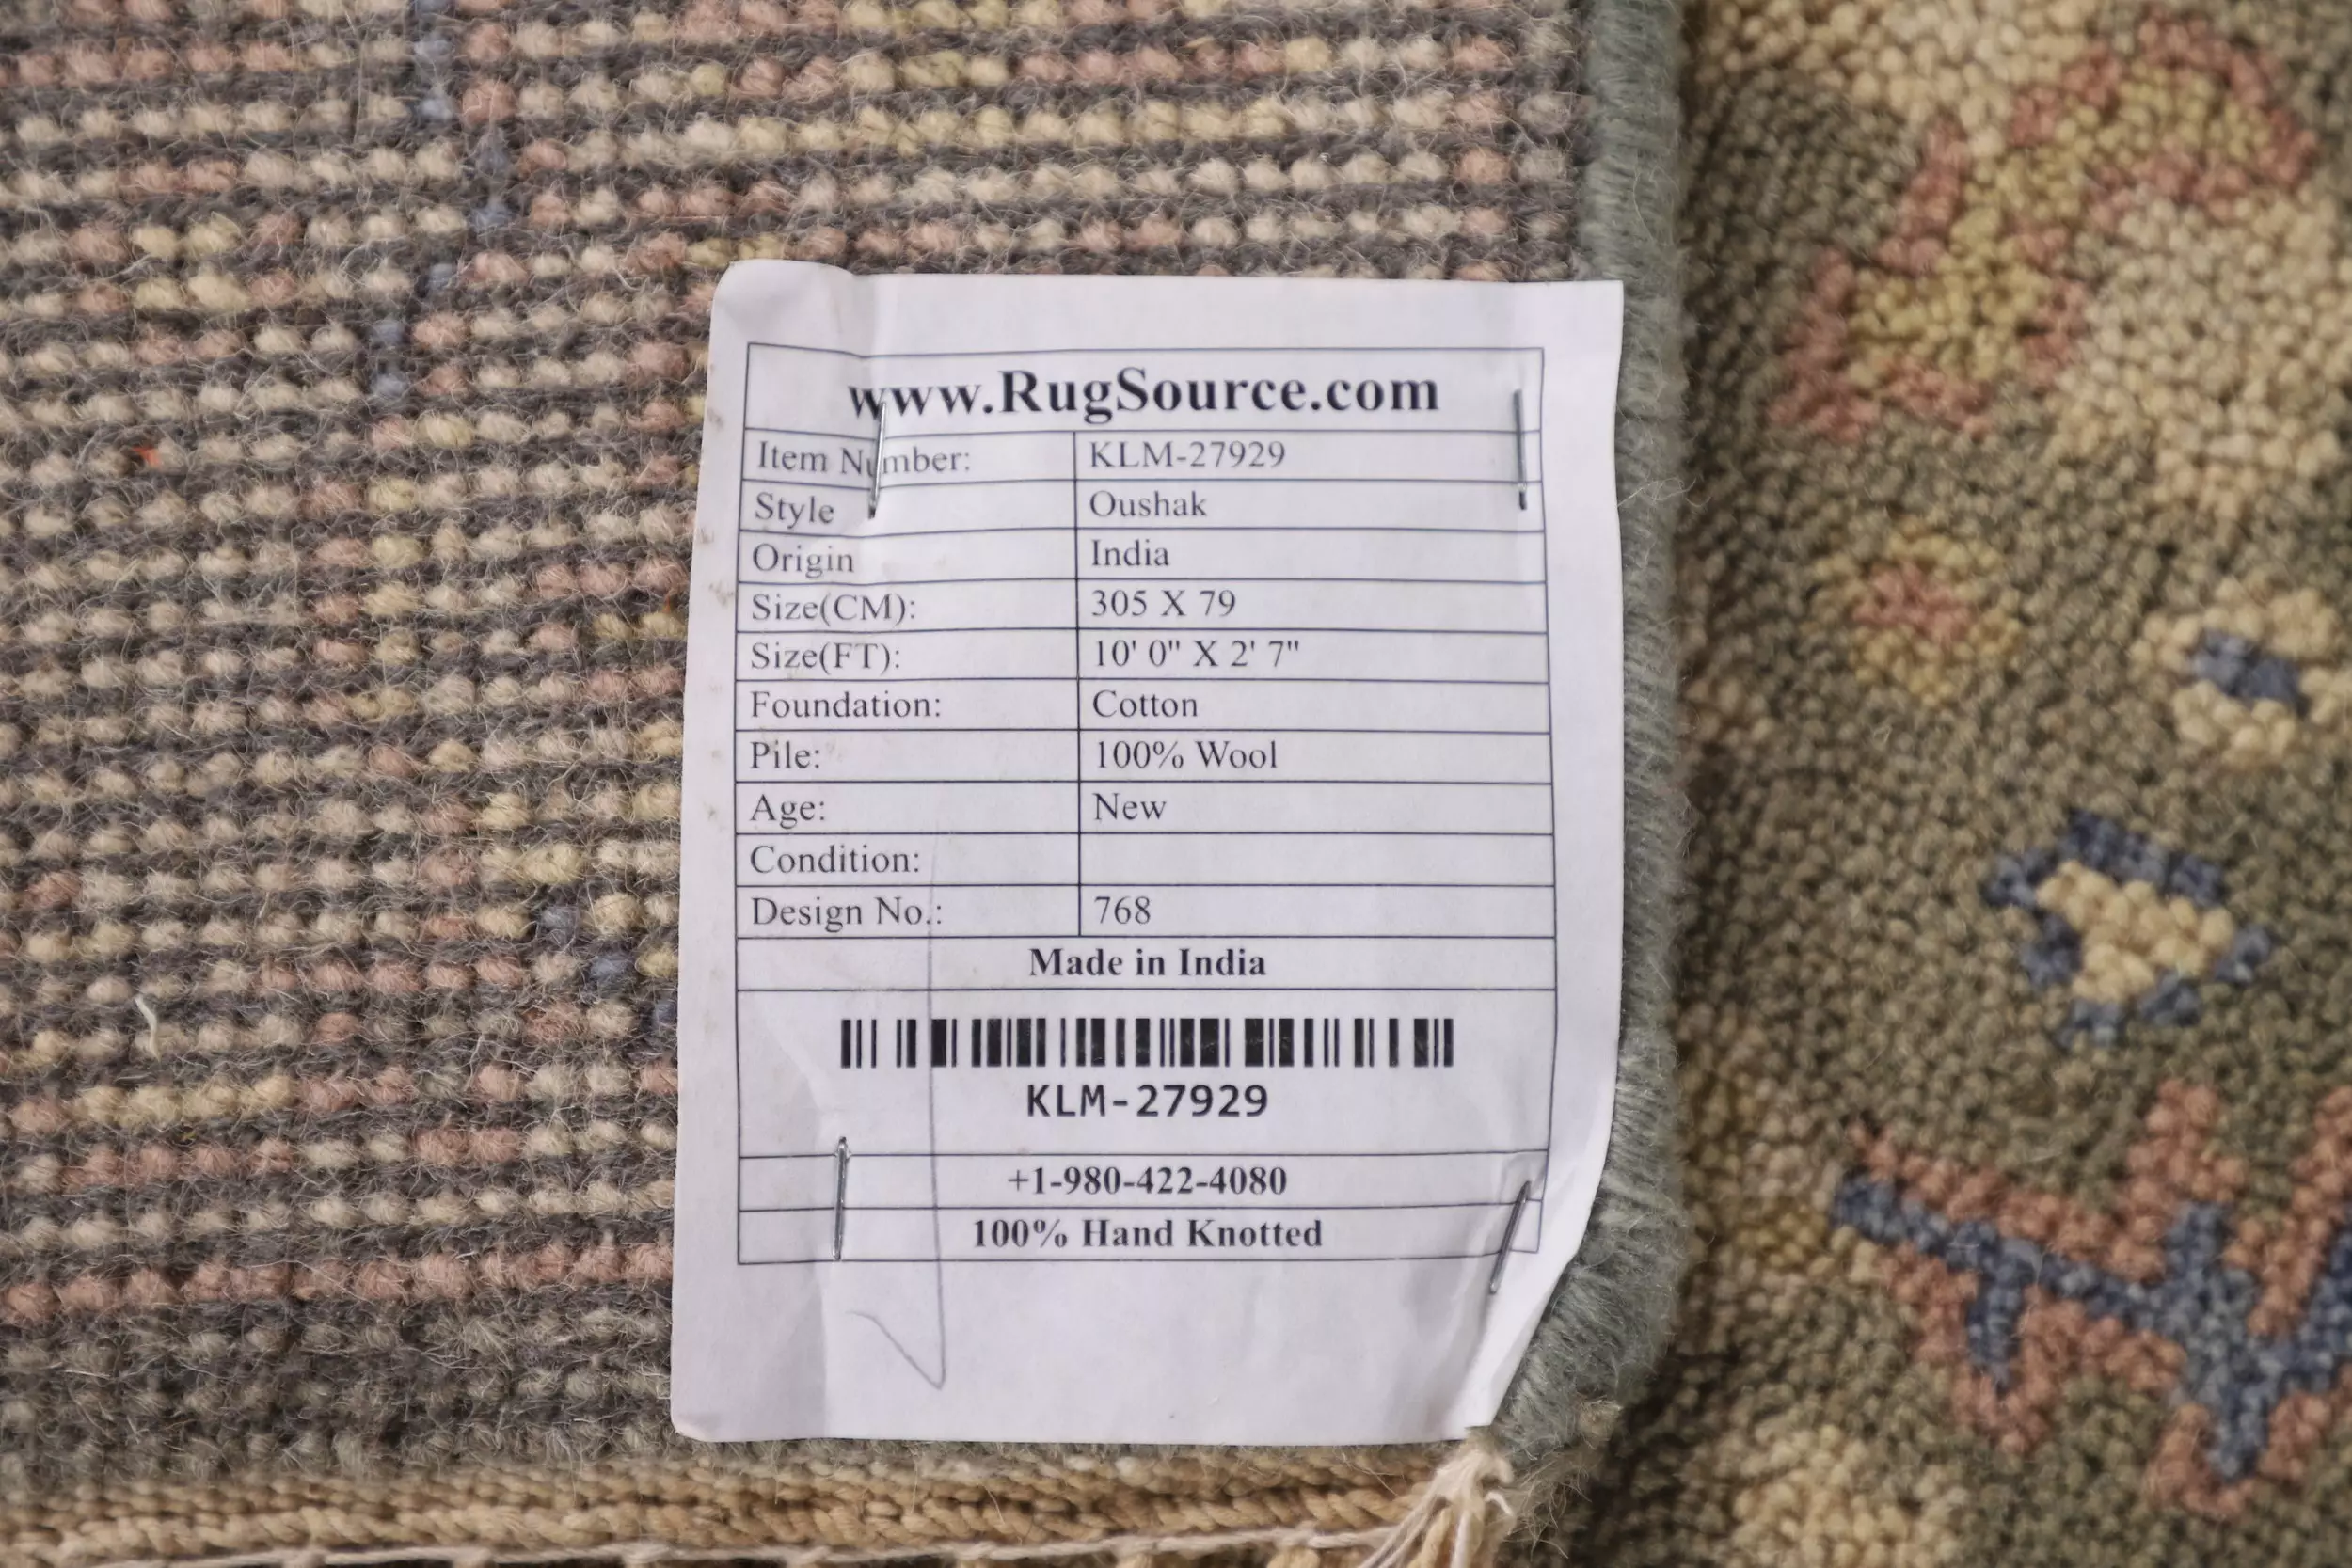 www.RugSource.com
Item Number: KLM-27929
Style Oushak
Origin India
Size(CM): 305 X 79
Size(FT): 10' 0" X 2' 7"
Foundation: Cotton
Pile: 100% Wool
Age: New
Condition:
Design No.: 768
Made in India
KLM-27929
+1-980-422-4080
100% Hand Knotted